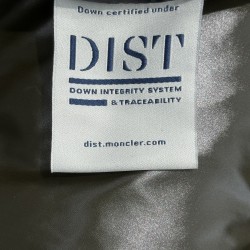 Down certified under
DIST
DOWN INTEGRITY SYSTEM
& TRACEABILITY
dist.moncler.com